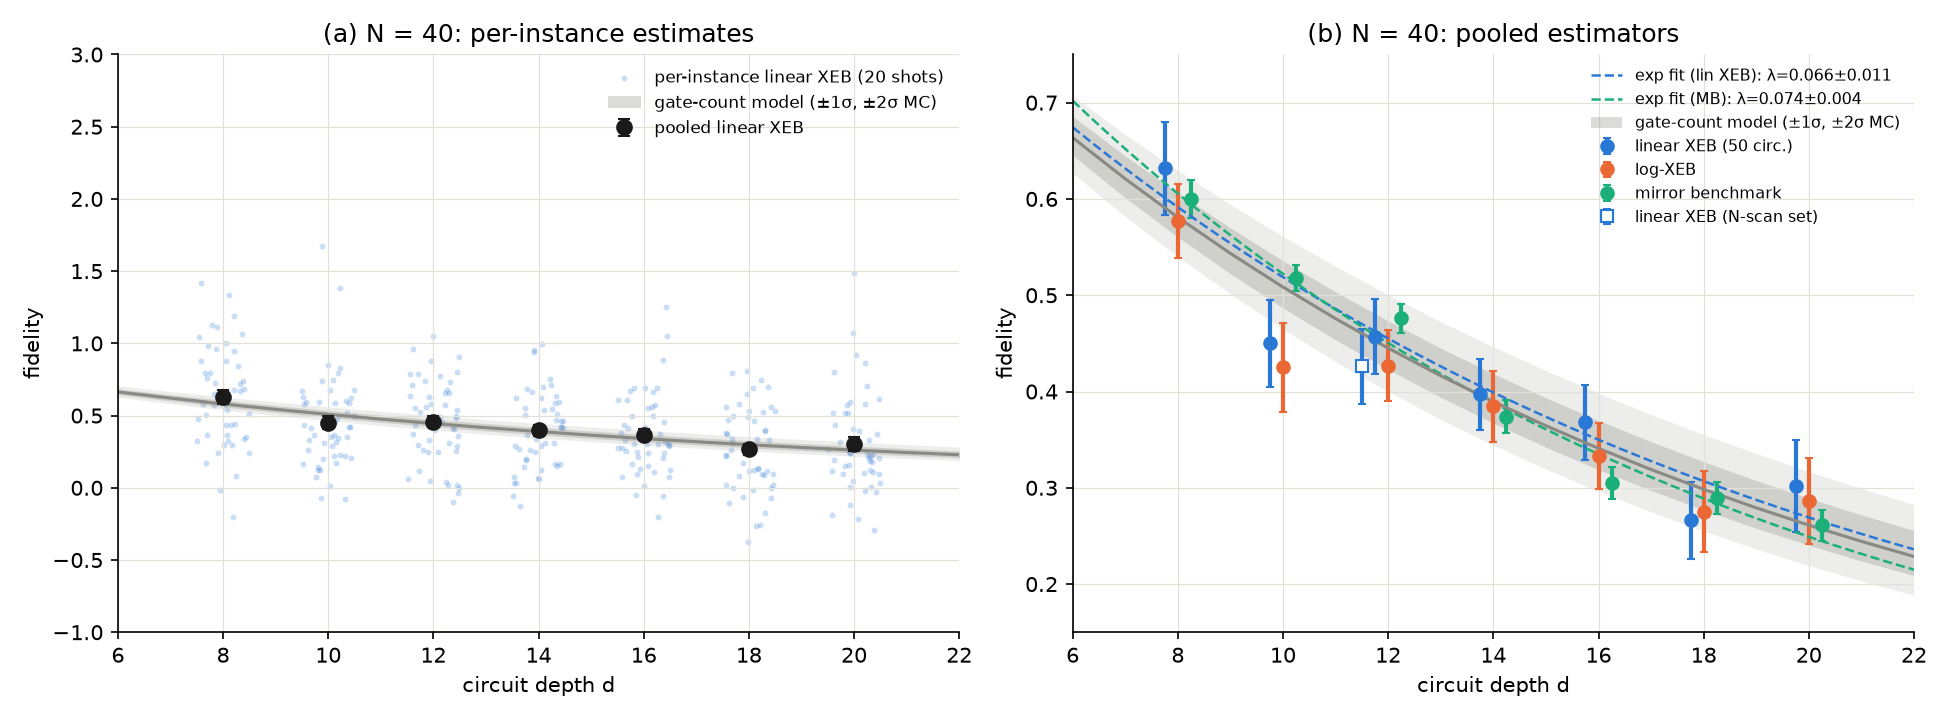 (a) N = 40: per-instance estimates
fidelity
3.0
2.5
2.0
1.5
1.0
0.5
0.0
−0.5
−1.0
6 8 10 12 14 16 18 20 22
circuit depth d
per-instance linear XEB (20 shots)
gate-count model (±1σ, ±2σ MC)
pooled linear XEB
(b) N = 40: pooled estimators
fidelity
0.7
0.6
0.5
0.4
0.3
0.2
6 8 10 12 14 16 18 20 22
circuit depth d
exp fit (lin XEB): λ=0.066±0.011
exp fit (MB): λ=0.074±0.004
gate-count model (±1σ, ±2σ MC)
linear XEB (50 circ.)
log-XEB
mirror benchmark
linear XEB (N-scan set)